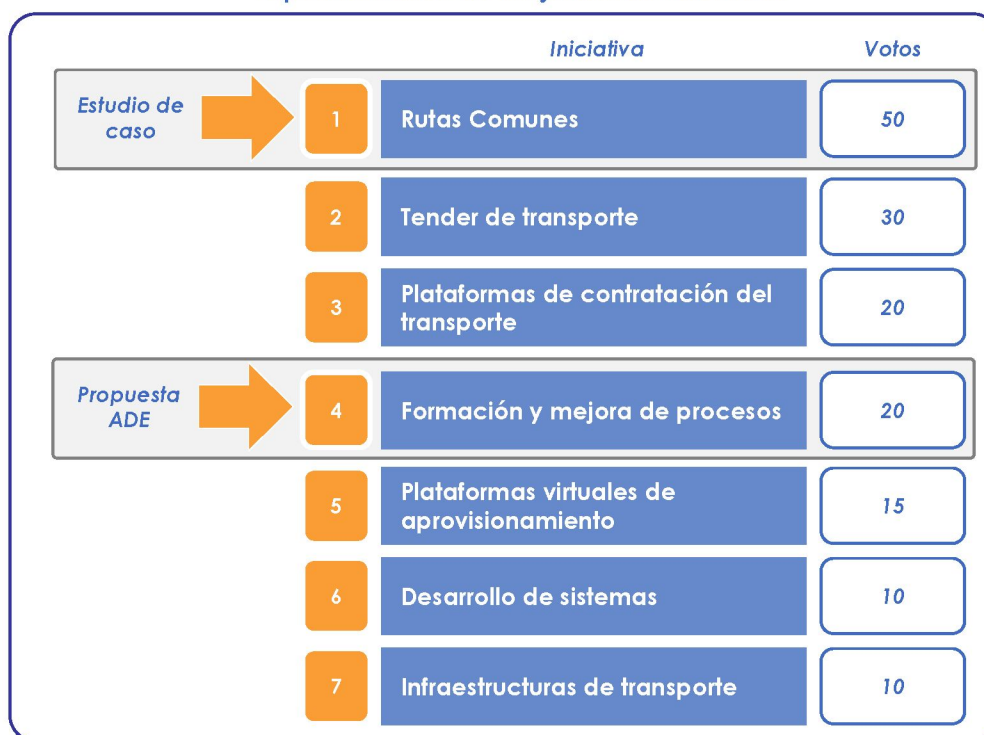 Iniciativa
Votos
Estudio de
caso
1
Rutas Comunes
50
2
Tender de transporte
30
3
Plataformas de contratación del
transporte
20
Propuesta
ADE
4
Formación y mejora de procesos
20
5
Plataformas virtuales de
aprovisionamiento
15
6
Desarrollo de sistemas
10
7
Infraestructuras de transporte
10